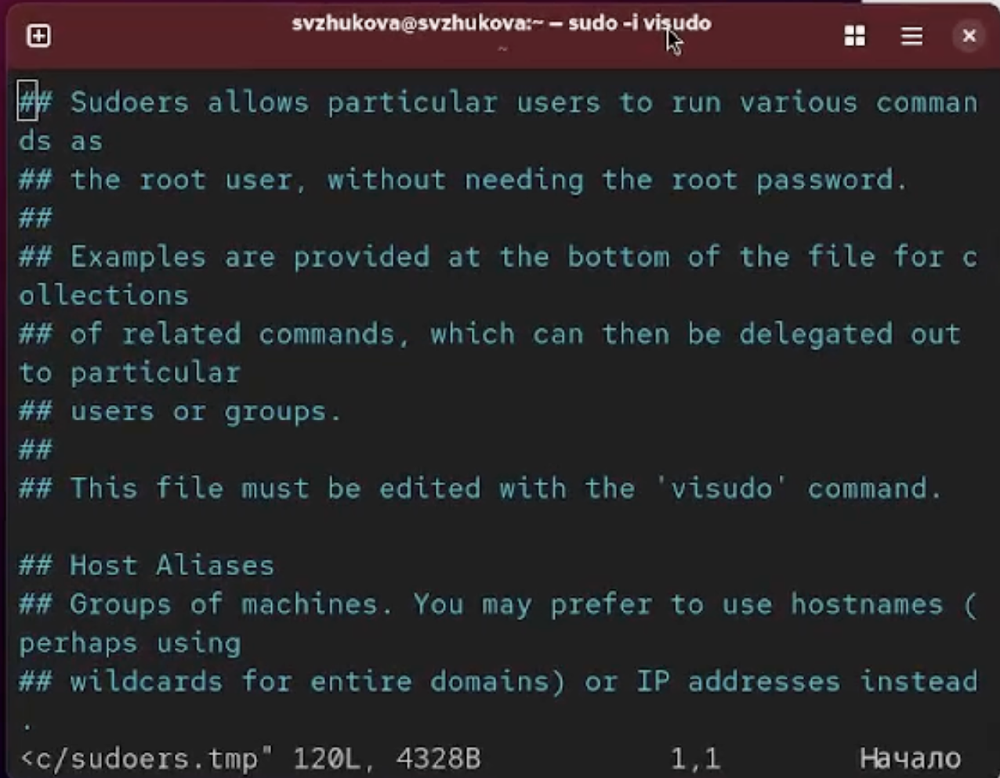 svzhukova@svzhukova:~ — sudo -i visudo
~
## Sudoers allows particular users to run various comman
ds as
## the root user, without needing the root password.
##
## Examples are provided at the bottom of the file for c
ollections
## of related commands, which can then be delegated out
to particular
## users or groups.
##
## This file must be edited with the 'visudo' command.
## Host Aliases
## Groups of machines. You may prefer to use hostnames (
perhaps using
## wildcards for entire domains) or IP addresses instead
.
<c/sudoers.tmp" 120L, 4328B 1,1 Начало